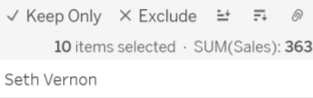 Keep Only Exclude
10 items selected · SUM(Sales): 363
Seth Vernon